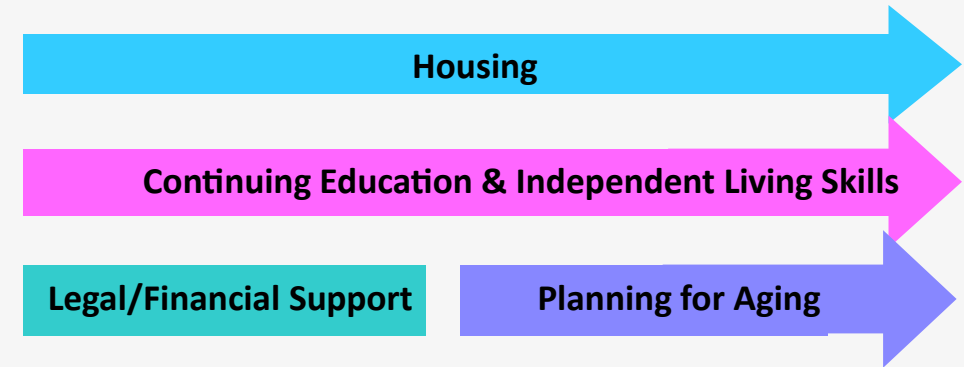 Housing
Continuing Education & Independent Living Skills
Legal/Financial Support
Planning for Aging